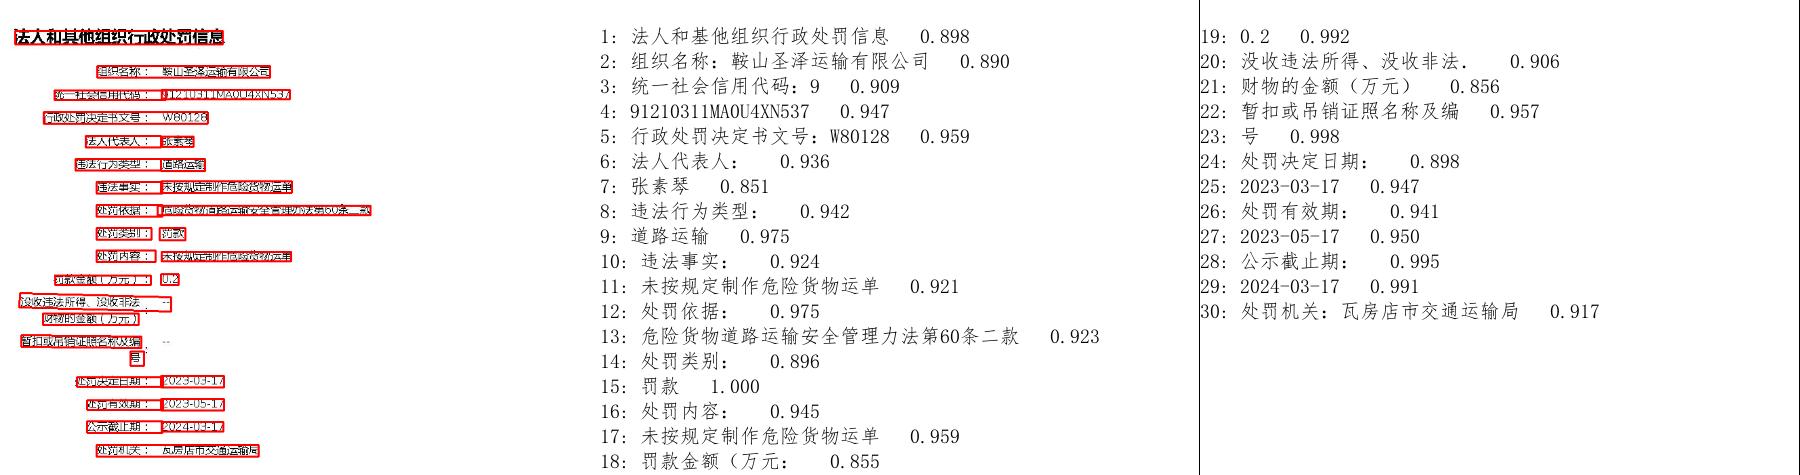 法人和其他组织行政处罚信息
组织名称： 鞍山圣泽运输有限公司
统一社会信用代码： 91210311MA0U4XN537
行政处罚决定书文号： W80128
法人代表人： 张素琴
违法行为类型： 道路运输
违法事实： 未按规定制作危险货物运单
处罚依据： 危险货物道路运输安全管理办法第60条二款
处罚类别： 罚款
处罚内容： 未按规定制作危险货物运单
罚款金额（万元）： 0.2
没收违法所得、没收非法 --
财物的金额（万元）：
暂扣或吊销证照名称及编 --
号：
处罚决定日期： 2023-03-17
处罚有效期： 2023-05-17
公示截止期： 2024-03-17
处罚机关： 瓦房店市交通运输局
1: 法人和基他组织行政处罚信息 0.898
2: 组织名称：鞍山圣泽运输有限公司 0.890
3: 统一社会信用代码：9 0.909
4: 91210311MA0U4XN537 0.947
5: 行政处罚决定书文号：W80128 0.959
6: 法人代表人： 0.936
7: 张素琴 0.851
8: 违法行为类型： 0.942
9: 道路运输 0.975
10: 违法事实： 0.924
11: 未按规定制作危险货物运单 0.921
12: 处罚依据： 0.975
13: 危险货物道路运输安全管理力法第60条二款 0.923
14: 处罚类别： 0.896
15: 罚款 1.000
16: 处罚内容： 0.945
17: 未按规定制作危险货物运单 0.959
18: 罚款金额（万元： 0.855
19: 0.2 0.992
20: 没收违法所得、没收非法. 0.906
21: 财物的金额（万元） 0.856
22: 暂扣或吊销证照名称及编 0.957
23: 号 0.998
24: 处罚决定日期： 0.898
25: 2023-03-17 0.947
26: 处罚有效期： 0.941
27: 2023-05-17 0.950
28: 公示截止期： 0.995
29: 2024-03-17 0.991
30: 处罚机关：瓦房店市交通运输局 0.917